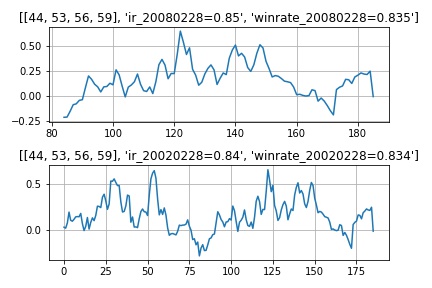 [[44, 53, 56, 59], 'ir_20080228=0.85', 'winrate_20080228=0.835']
0.50
0.25
0.00
−0.25
80 100 120 140 160 180
[[44, 53, 56, 59], 'ir_20020228=0.84', 'winrate_20020228=0.834']
0.5
0.0
0 25 50 75 100 125 150 175